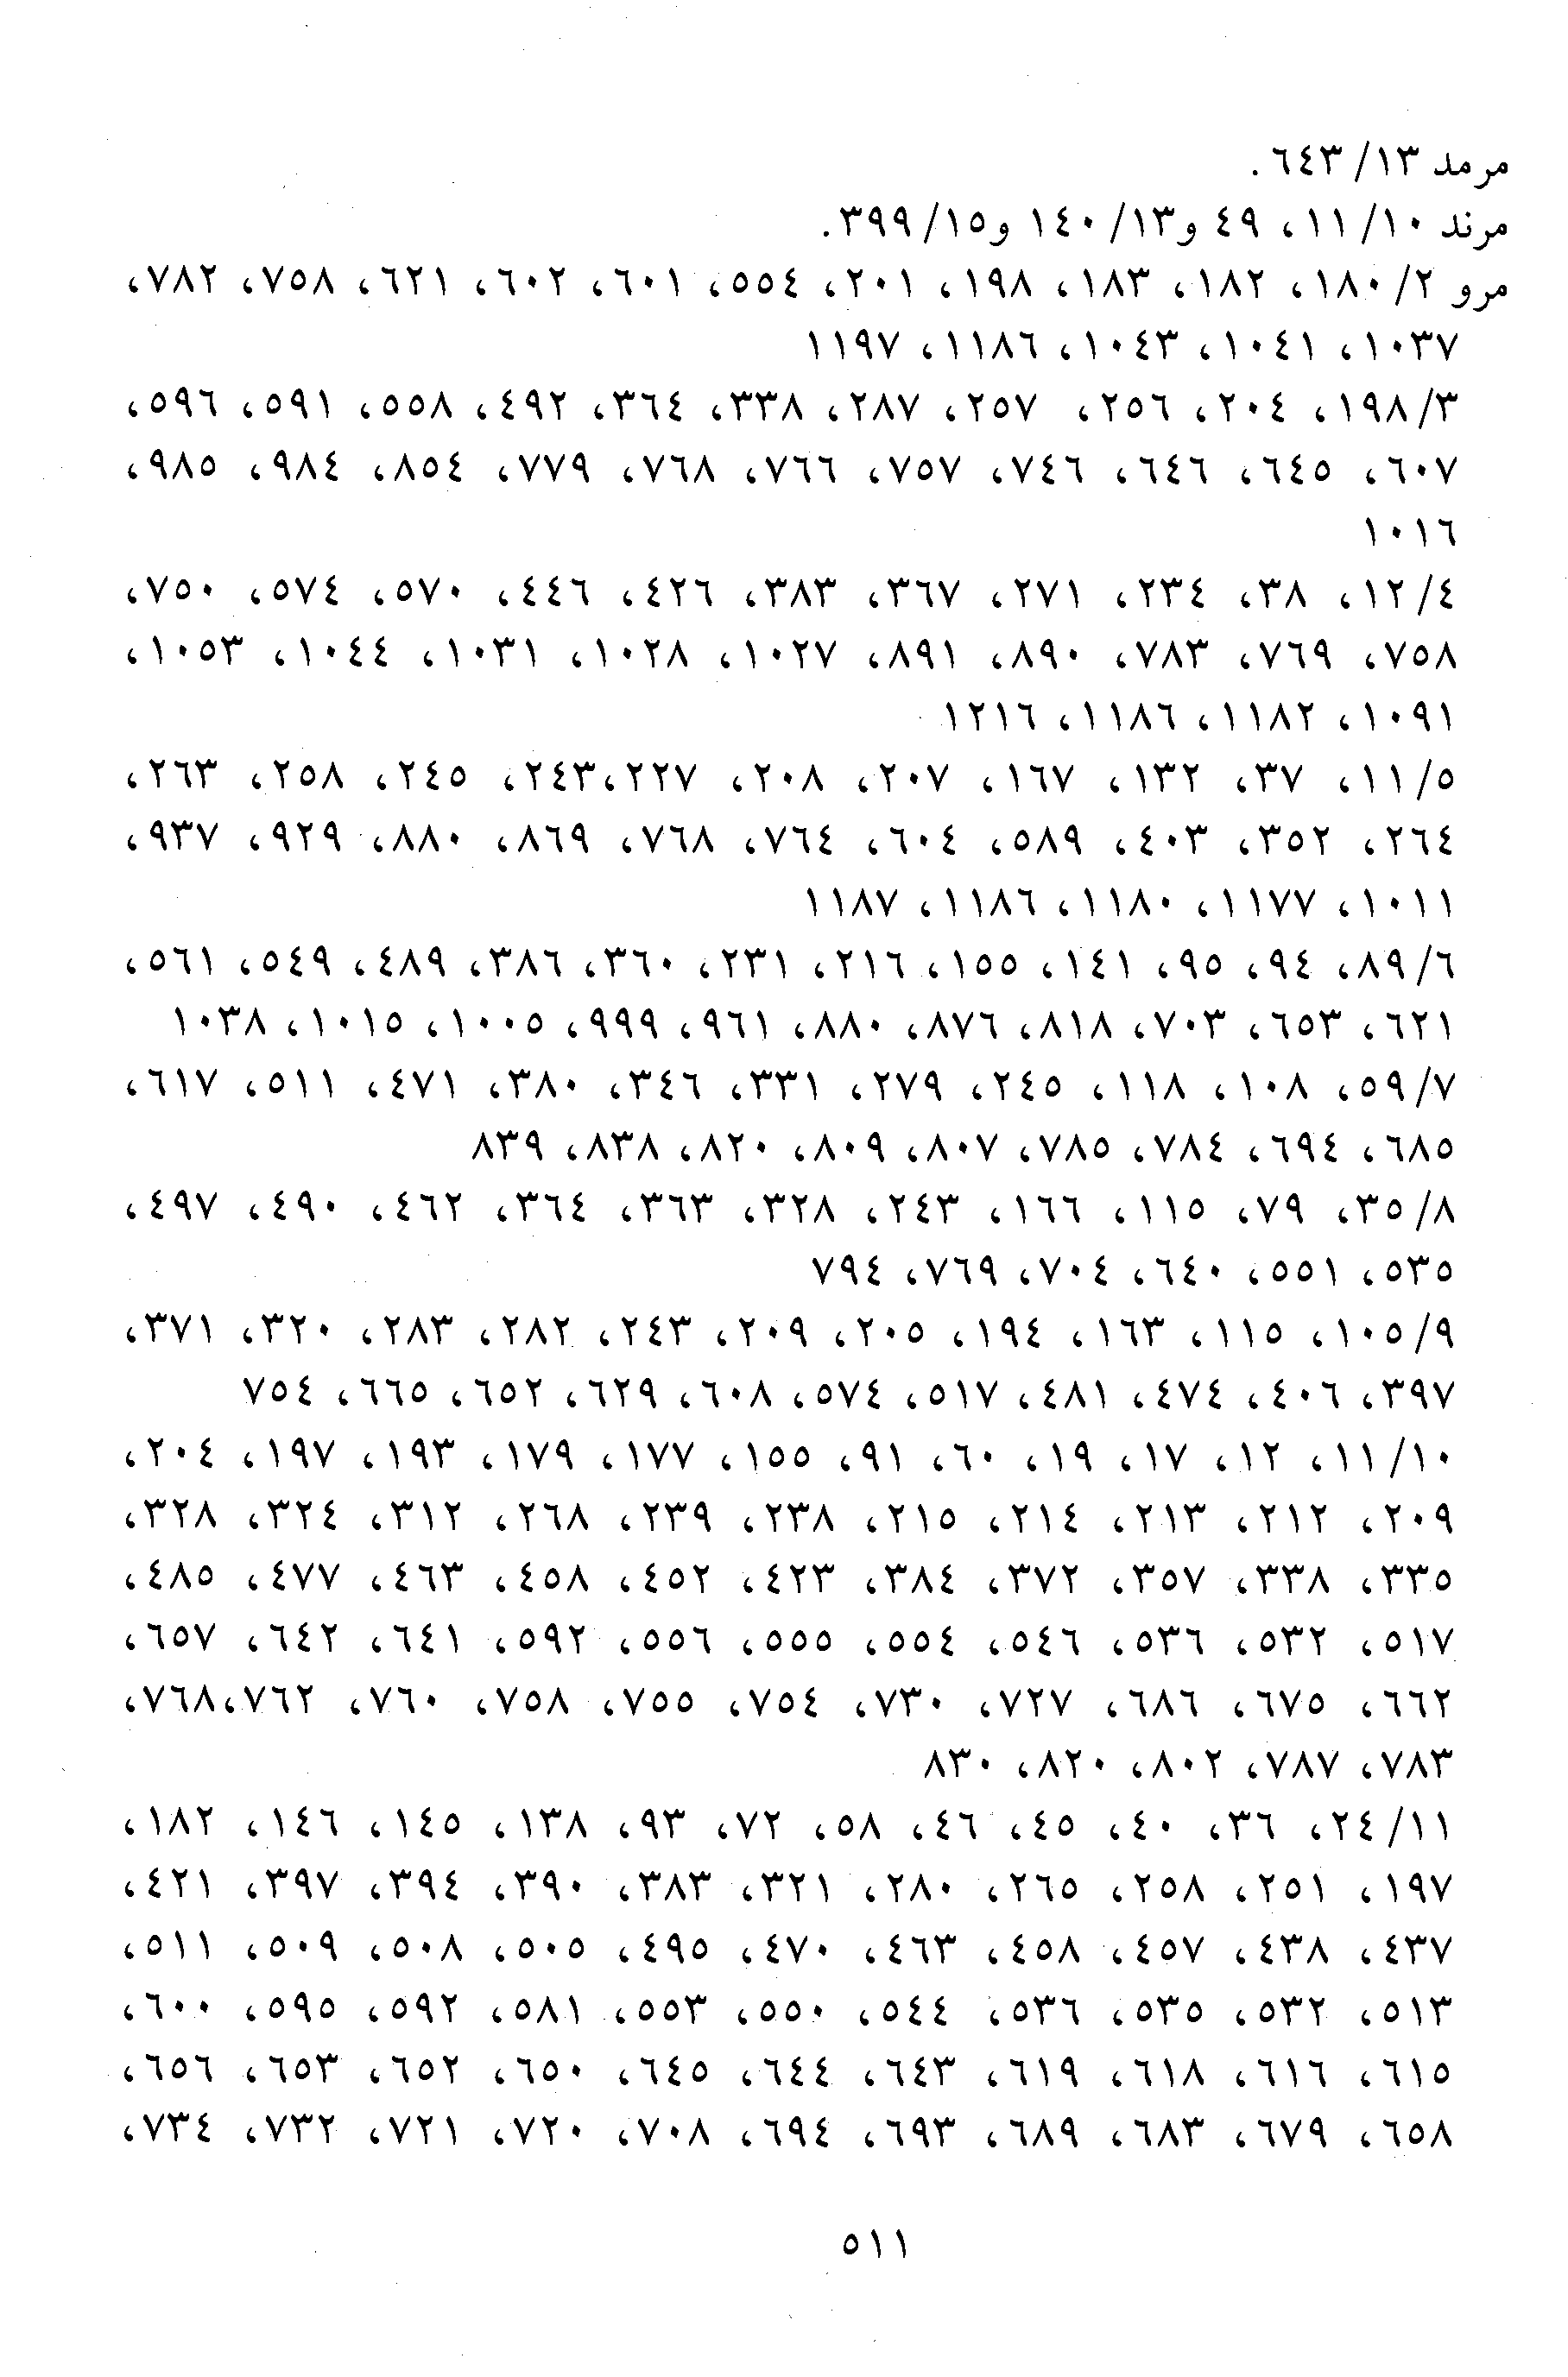 مرمد ١٣/ ٦٤٣ .
مرند ١٠/ ١١، ٤٩ و١٣/ ١٤٠ و١٥/ ٣٩٩.
مرو ٢/ ١٨٠، ١٨٢، ١٨٣، ١٩٨، ٢٠١، ٥٥٤، ٦٠١، ٦٠٢، ٦٢١، ٧٥٨، ٧٨٢،
١٠٣٧، ١٠٤١، ١٠٤٣، ١١٨٦، ١١٩٧
٣/ ١٩٨، ٢٠٤، ٢٥٦، ٢٥٧، ٢٨٧، ٣٣٨، ٣٦٤، ٤٩٢، ٥٥٨، ٥٩١، ٥٩٦،
٦٠٧، ٦٤٥، ٦٤٦، ٧٤٦، ٧٥٧، ٧٦٦، ٧٦٨، ٧٧٩، ٨٥٤، ٩٨٤، ٩٨٥،
١٠١٦
٤/ ١٢، ٣٨، ٢٣٤، ٢٧١، ٣٦٧، ٣٨٣، ٤٢٦، ٤٤٦، ٥٧٠، ٥٧٤، ٧٥٠،
٧٥٨، ٧٦٩، ٧٨٣، ٨٩٠، ٨٩١، ١٠٢٧، ١٠٢٨، ١٠٣١، ١٠٤٤، ١٠٥٣،
١٠٩١، ١١٨٢، ١١٨٦، ١٢١٦
٥/ ١١، ٣٧، ١٣٢، ١٦٧، ٢٠٧، ٢٠٨، ٢٢٧،٢٤٣، ٢٤٥، ٢٥٨، ٢٦٣،
٢٦٤، ٣٥٢، ٤٠٣، ٥٨٩، ٦٠٤، ٧٦٤، ٧٦٨، ٨٦٩، ٨٨٠، ٩٢٩، ٩٣٧،
١٠١١، ١١٧٧، ١١٨٠، ١١٨٦، ١١٨٧
٦/ ٨٩، ٩٤، ٩٥، ١٤١، ١٥٥، ٢١٦، ٢٣١، ٣٦٠، ٣٨٦، ٤٨٩، ٥٤٩، ٥٦١،
٦٢١، ٦٥٣، ٧٠٣، ٨١٨، ٨٧٦، ٨٨٠، ٩٦١، ٩٩٩، ١٠٠٥، ١٠١٥، ١٠٣٨
٧/ ٥٩، ١٠٨، ١١٨، ٢٤٥، ٢٧٩، ٣٣١، ٣٤٦، ٣٨٠، ٤٧١، ٥١١، ٦١٧،
٦٨٥، ٦٩٤، ٧٨٤، ٧٨٥، ٨٠٧، ٨٠٩، ٨٢٠، ٨٣٨، ٨٣٩
٨/ ٣٥، ٧٩، ١١٥، ١٦٦، ٢٤٣، ٣٢٨، ٣٦٣، ٣٦٤، ٤٦٢، ٤٩٠، ٤٩٧،
٥٣٥، ٥٥١، ٦٤٠، ٧٠٤، ٧٦٩، ٧٩٤
٩/ ١٠٥، ١١٥، ١٦٣، ١٩٤، ٢٠٥، ٢٠٩، ٢٤٣، ٢٨٢، ٢٨٣، ٣٢٠، ٣٧١،
٣٩٧، ٤٠٦، ٤٧٤، ٤٨١، ٥١٧، ٥٧٤، ٦٠٨، ٦٢٩، ٦٥٢، ٦٦٥، ٧٥٤
١٠/ ١١، ١٢، ١٧، ١٩، ٦٠، ٩١، ١٥٥، ١٧٧، ١٧٩، ١٩٣، ١٩٧، ٢٠٤،
٢٠٩، ٢١٢، ٢١٣، ٢١٤، ٢١٥، ٢٣٨، ٢٣٩، ٢٦٨، ٣١٢، ٣٢٤، ٣٢٨،
٣٣٥، ٣٣٨، ٣٥٧، ٣٧٢، ٣٨٤، ٤٢٣، ٤٥٢، ٤٥٨، ٤٦٣، ٤٧٧، ٤٨٥،
٥١٧، ٥٣٢، ٥٣٦، ٥٤٦، ٥٥٤، ٥٥٥، ٥٥٦، ٥٩٢، ٦٤١، ٦٤٢، ٦٥٧،
٦٦٢، ٦٧٥، ٦٨٦، ٧٢٧، ٧٣٠، ٧٥٤، ٧٥٥، ٧٥٨، ٧٦٠، ٧٦٢،٧٦٨،
٧٨٣، ٧٨٧، ٨٠٢، ٨٢٠، ٨٣٠
١١/ ٢٤، ٣٦، ٤٠، ٤٥، ٤٦، ٥٨، ٧٢، ٩٣، ١٣٨، ١٤٥، ١٤٦، ١٨٢،
١٩٧، ٢٥١، ٢٥٨، ٢٦٥، ٢٨٠، ٣٢١، ٣٨٣، ٣٩٠، ٣٩٤، ٣٩٧، ٤٢١،
٤٣٧، ٤٣٨، ٤٥٧، ٤٥٨، ٤٦٣، ٤٧٠، ٤٩٥، ٥٠٥، ٥٠٨، ٥٠٩، ٥١١،
٥١٣، ٥٣٢، ٥٣٥، ٥٣٦، ٥٤٤، ٥٥٠، ٥٥٣، ٥٨١، ٥٩٢، ٥٩٥، ٦٠٠،
٦١٥، ٦١٦، ٦١٨، ٦١٩، ٦٤٣، ٦٤٤، ٦٤٥، ٦٥٠، ٦٥٢، ٦٥٣، ٦٥٦،
٦٥٨، ٦٧٩، ٦٨٣، ٦٨٩، ٦٩٣، ٦٩٤، ٧٠٨، ٧٢٠، ٧٢١، ٧٣٢، ٧٣٤،
٥١١